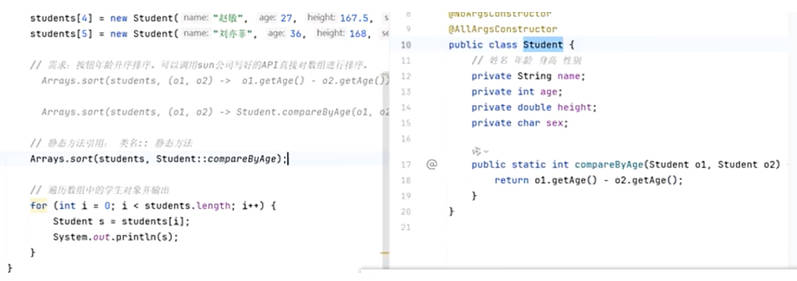 students[4] = new Student( name: "赵敏", age: 27, height: 167.5, s
students[5] = new Student( name: "刘亦菲", age: 36, height: 168, se
// 需求：按钮年龄升序排序，可以调用sun公司写好的API直接对数组进行排序。
Arrays.sort(students, (o1, o2) -> o1.getAge() - o2.getAge())
Arrays.sort(students, (o1, o2) -> Student.compareByAge(o1, o2
// 静态方法引用： 类名:: 静态方法
Arrays.sort(students, Student::compareByAge);
// 遍历数组中的学生对象并输出
for (int i = 0; i < students.length; i++) {
Student s = students[i];
System.out.println(s);
}
}
8 @NoArgsConstructor
9 @AllArgsConstructor
10 public class Student {
11 // 姓名 年龄 身高 性别
12 private String name;
13 private int age;
14 private double height;
15 private char sex;
16
17 @ public static int compareByAge(Student o1, Student o2)
18 return o1.getAge() - o2.getAge();
19 }
20 }
21